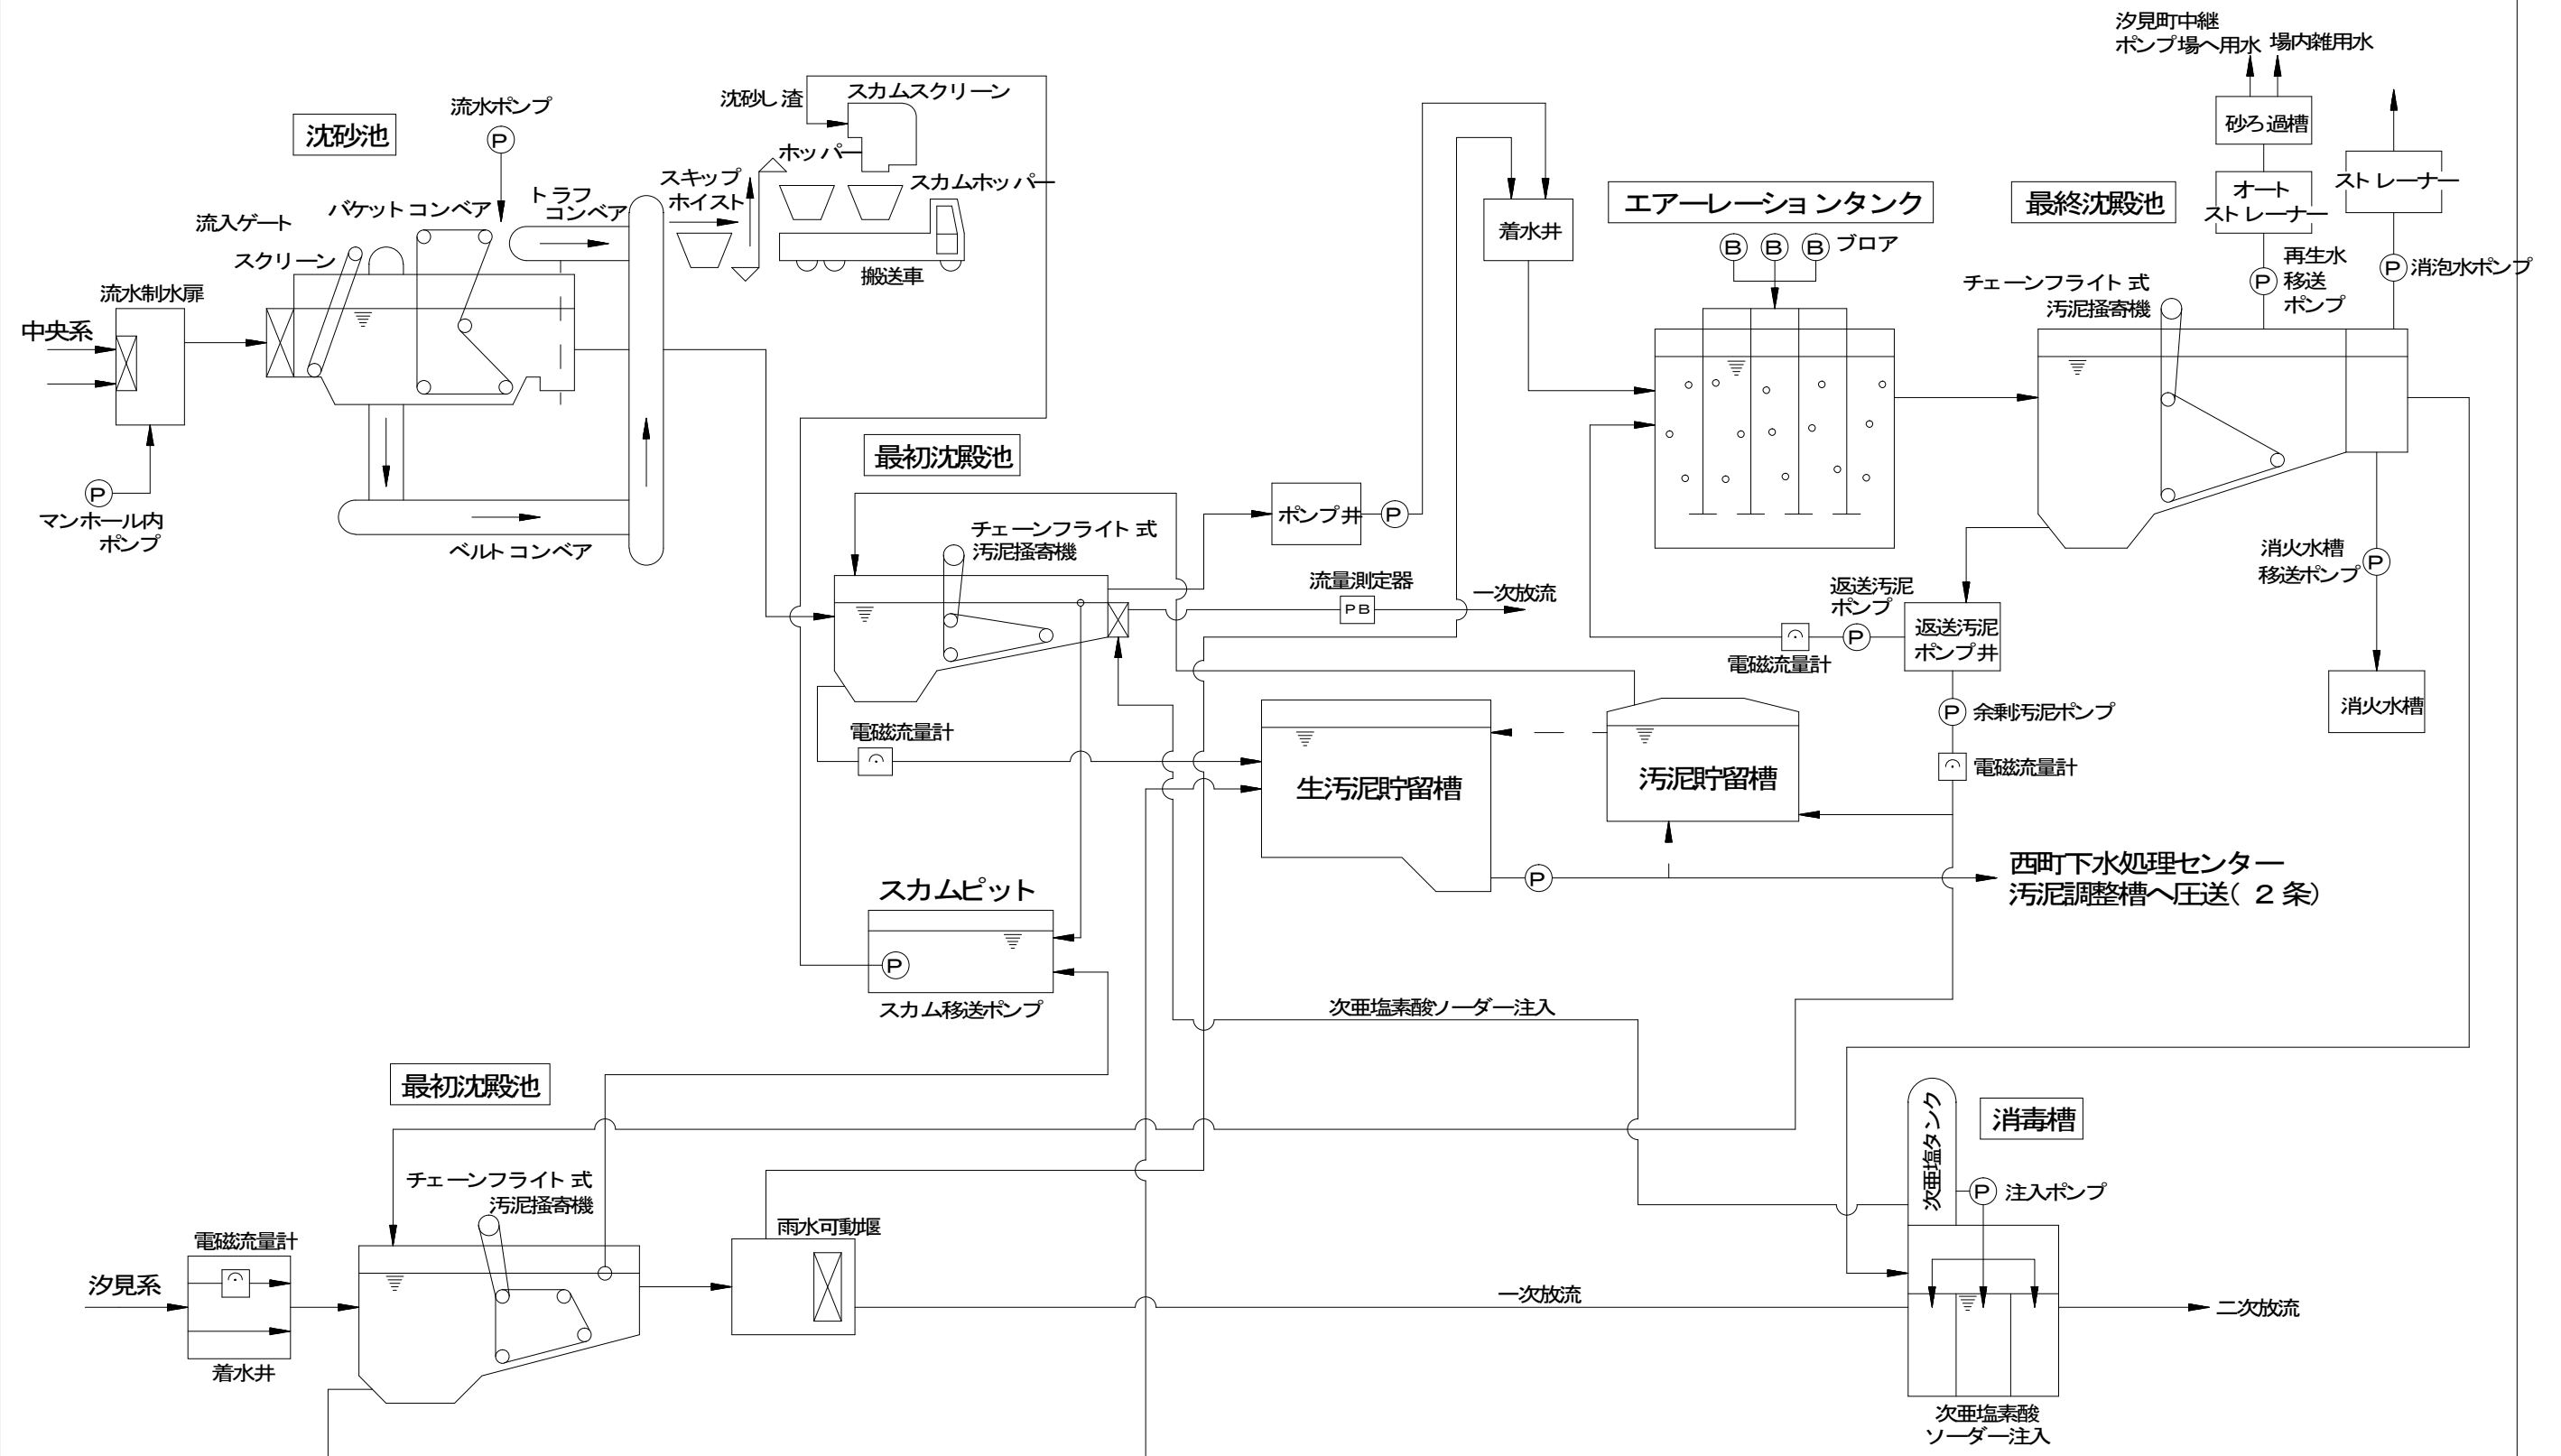 汐見町中継
ポンプ場へ用水
場内雑用水
沈砂し渣
スカムスクリーン
流水ポンプ
P
沈砂池
ホッパー
砂ろ過槽
スキップ
ホイスト
スカムホッパー
トラフ
コンベア
バケットコンベア
流入ゲート
スクリーン
搬送車
流水制水扉
中央系
P
マンホール内
ポンプ
ベルトコンベア
着水井
エアーレーションタンク
B
B
B
ブロア
最終沈殿池
オート
ストレーナー
ストレーナー
P
再生水
移送
ポンプ
P
消泡水ポンプ
チェーンフライト式
汚泥掻寄機
最初沈殿池
チェーンフライト式
汚泥掻寄機
ポンプ井
P
流量測定器
PB
一次放流
消火水槽
移送ポンプ
P
返送汚泥
ポンプ
P
電磁流量計
返送汚泥
ポンプ井
P
余剰汚泥ポンプ
電磁流量計
消火水槽
電磁流量計
生汚泥貯留槽
汚泥貯留槽
P
西町下水処理センター
汚泥調整槽へ圧送(2条)
スカムピット
P
スカム移送ポンプ
次亜塩素酸ソーダー注入
最初沈殿池
チェーンフライト式
汚泥掻寄機
次亜塩タンク
消毒槽
P
注入ポンプ
電磁流量計
汐見系
着水井
雨水可動堰
一次放流
二次放流
次亜塩素酸
ソーダー注入